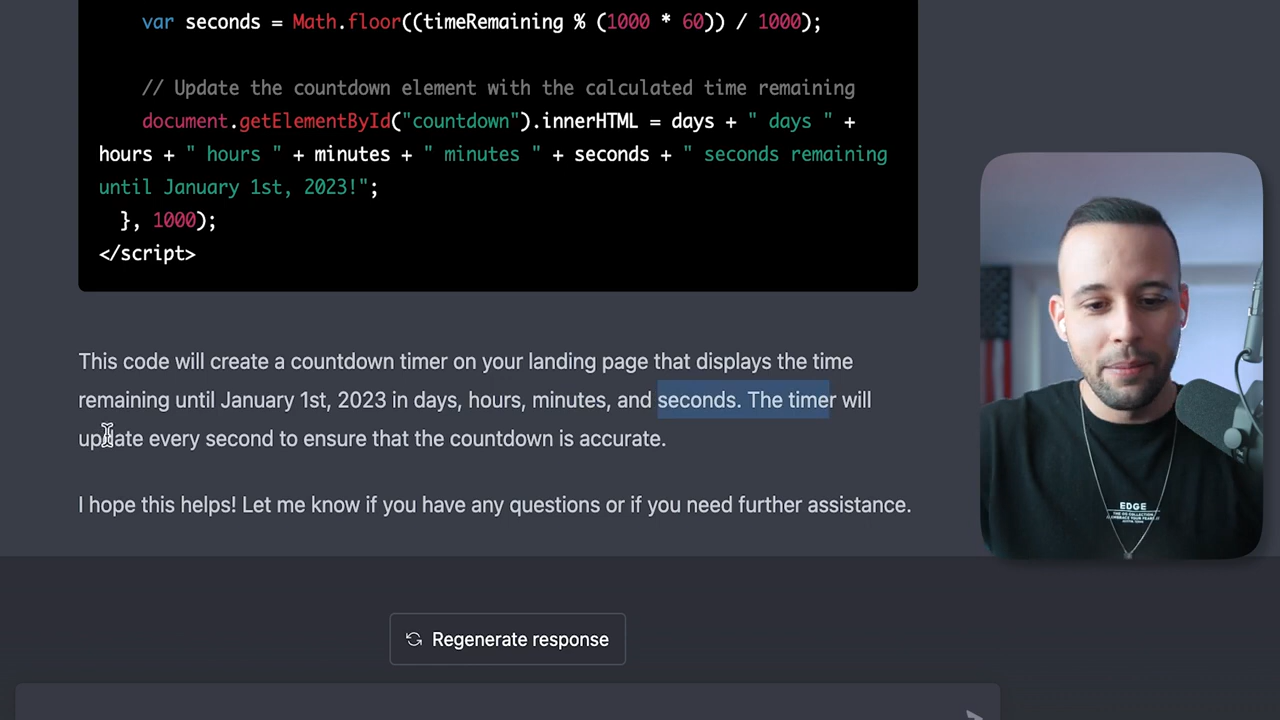 var seconds = Math.floor((timeRemaining % (1000 * 60)) / 1000);
// Update the countdown element with the calculated time remaining
document.getElementById("countdown").innerHTML = days + " days " +
hours + " hours " + minutes + " minutes " + seconds + " seconds remaining
until January 1st, 2023!";
}, 1000);
</script>
This code will create a countdown timer on your landing page that displays the time
remaining until January 1st, 2023 in days, hours, minutes, and seconds. The timer will
update every second to ensure that the countdown is accurate.
I hope this helps! Let me know if you have any questions or if you need further assistance.
Regenerate response
EDGE